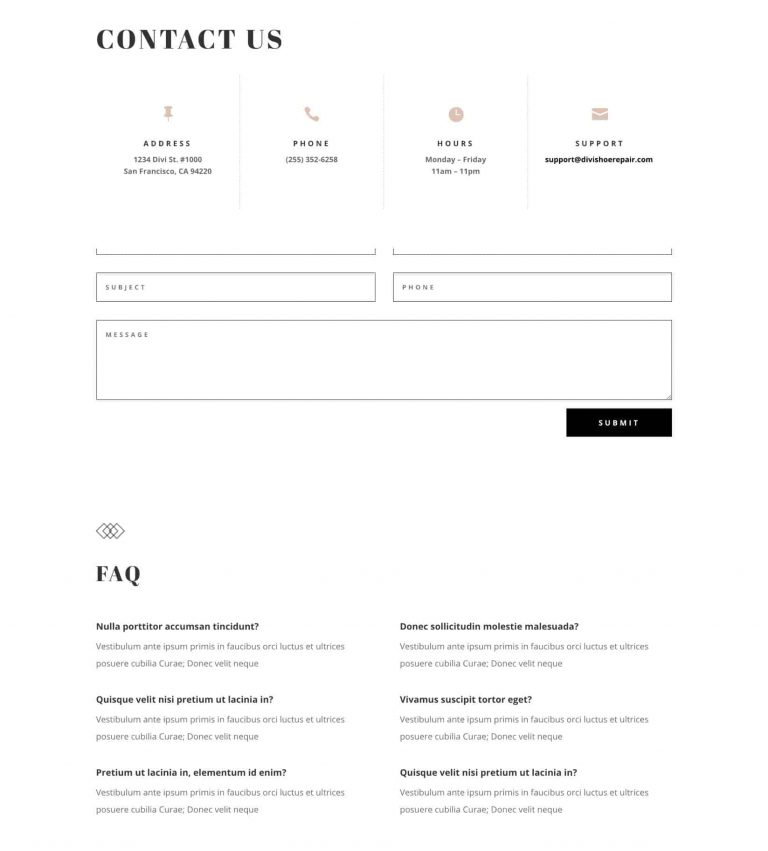 CONTACT US
ADDRESS
1234 Divi St. #1000
San Francisco, CA 94220
PHONE
(255) 352-6258
HOURS
Monday – Friday
11am – 11pm
SUPPORT
support@divishoerepair.com
SUBJECT
PHONE
MESSAGE
SUBMIT
FAQ
Nulla porttitor accumsan tincidunt?
Vestibulum ante ipsum primis in faucibus orci luctus et ultrices
posuere cubilia Curae; Donec velit neque
Donec sollicitudin molestie malesuada?
Vestibulum ante ipsum primis in faucibus orci luctus et ultrices
posuere cubilia Curae; Donec velit neque
Quisque velit nisi pretium ut lacinia in?
Vestibulum ante ipsum primis in faucibus orci luctus et ultrices
posuere cubilia Curae; Donec velit neque
Vivamus suscipit tortor eget?
Vestibulum ante ipsum primis in faucibus orci luctus et ultrices
posuere cubilia Curae; Donec velit neque
Pretium ut lacinia in, elementum id enim?
Vestibulum ante ipsum primis in faucibus orci luctus et ultrices
posuere cubilia Curae; Donec velit neque
Quisque velit nisi pretium ut lacinia in?
Vestibulum ante ipsum primis in faucibus orci luctus et ultrices
posuere cubilia Curae; Donec velit neque